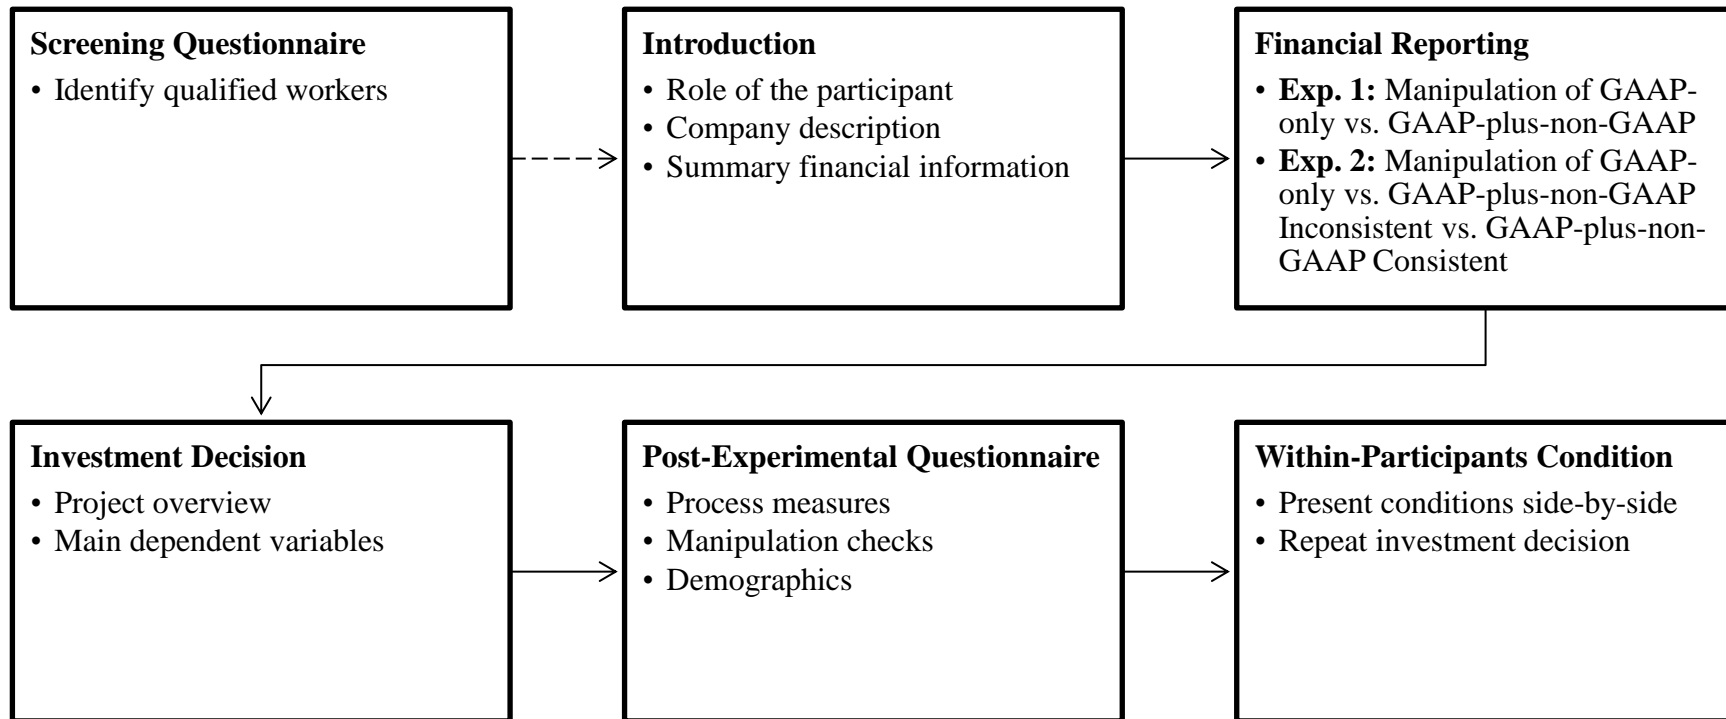 Screening Questionnaire
• Identify qualified workers
Introduction
• Role of the participant
• Company description
• Summary financial information
Financial Reporting
• Exp. 1: Manipulation of GAAP-
only vs. GAAP-plus-non-GAAP
• Exp. 2: Manipulation of GAAP-
only vs. GAAP-plus-non-GAAP
Inconsistent vs. GAAP-plus-non-
GAAP Consistent
Investment Decision
• Project overview
• Main dependent variables
Post-Experimental Questionnaire
• Process measures
• Manipulation checks
• Demographics
Within-Participants Condition
• Present conditions side-by-side
• Repeat investment decision